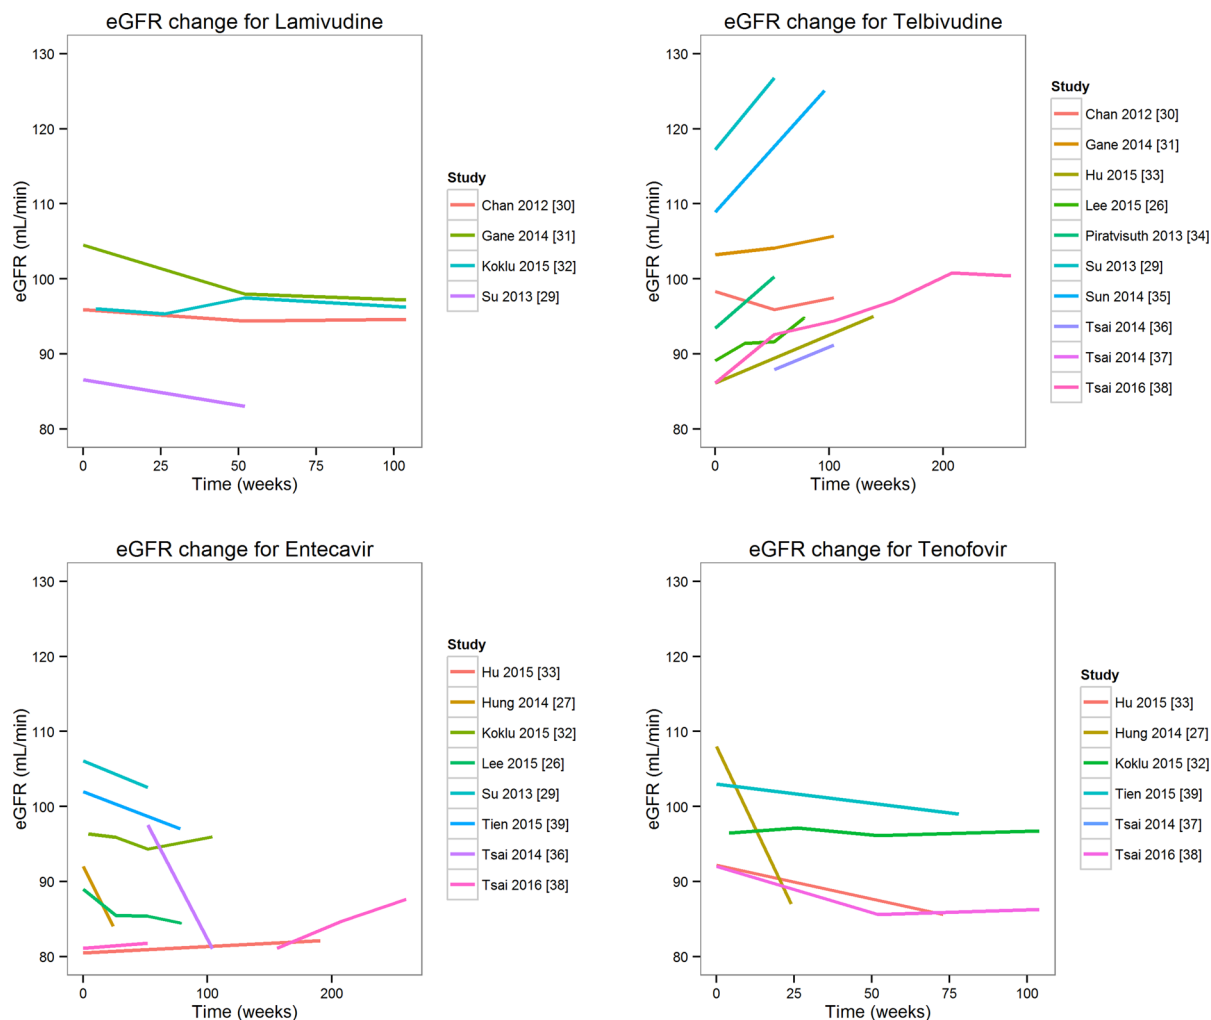 eGFR change for Lamivudine
130
120
110
100
90
80
eGFR (mL/min)
0 25 50 75 100
Time (weeks)
Study
Chan 2012 [30]
Gane 2014 [31]
Koklu 2015 [32]
Su 2013 [29]
eGFR change for Telbivudine
130
120
110
100
90
80
eGFR (mL/min)
0 100 200
Time (weeks)
Study
Chan 2012 [30]
Gane 2014 [31]
Hu 2015 [33]
Lee 2015 [26]
Piratvisuth 2013 [34]
Su 2013 [29]
Sun 2014 [35]
Tsai 2014 [36]
Tsai 2014 [37]
Tsai 2016 [38]
eGFR change for Entecavir
130
120
110
100
90
80
eGFR (mL/min)
0 100 200
Time (weeks)
Study
Hu 2015 [33]
Hung 2014 [27]
Koklu 2015 [32]
Lee 2015 [26]
Su 2013 [29]
Tien 2015 [39]
Tsai 2014 [36]
Tsai 2016 [38]
eGFR change for Tenofovir
130
120
110
100
90
80
eGFR (mL/min)
0 25 50 75 100
Time (weeks)
Study
Hu 2015 [33]
Hung 2014 [27]
Koklu 2015 [32]
Tien 2015 [39]
Tsai 2014 [37]
Tsai 2016 [38]